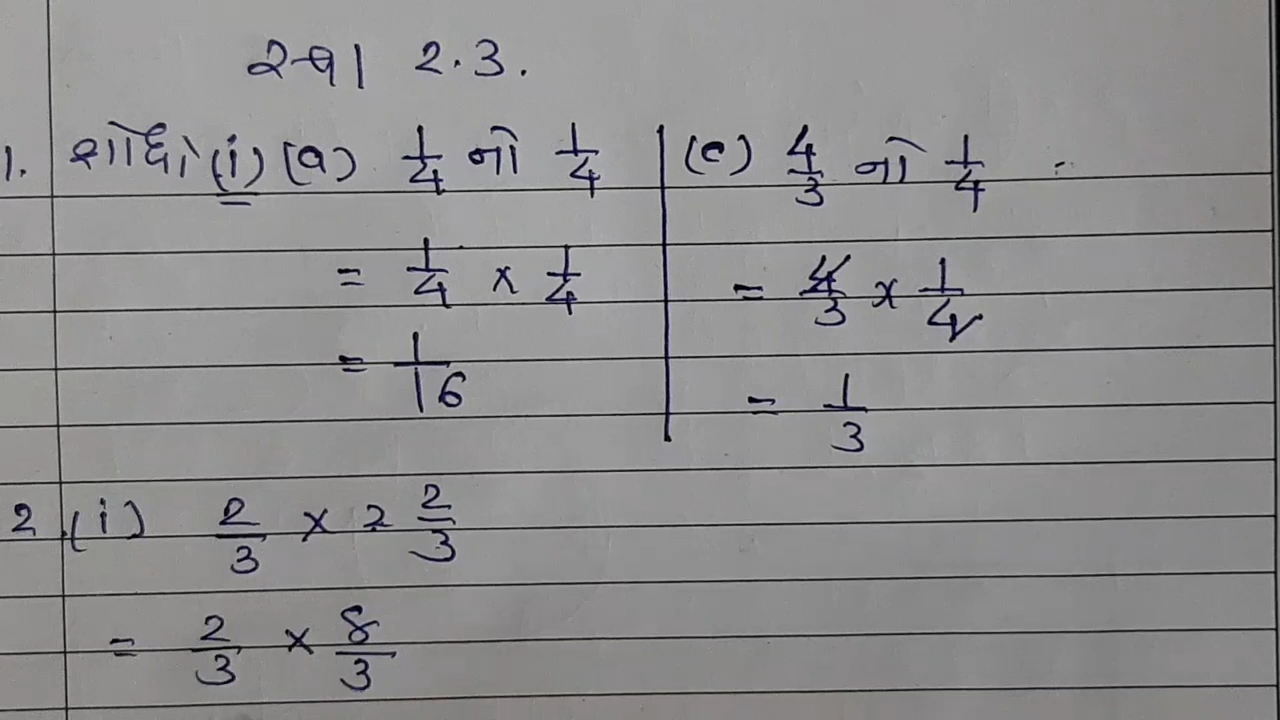 સ્વા 2.3.
1. શોધો (i) (a) 1/4 નો 1/4
= 1/4 × 1/4
= 1/16
(c) 4/3 નો 1/4
= 4/3 × 1/4
= 1/3
2 (i) 2/3 × 2 2/3
= 2/3 × 8/3